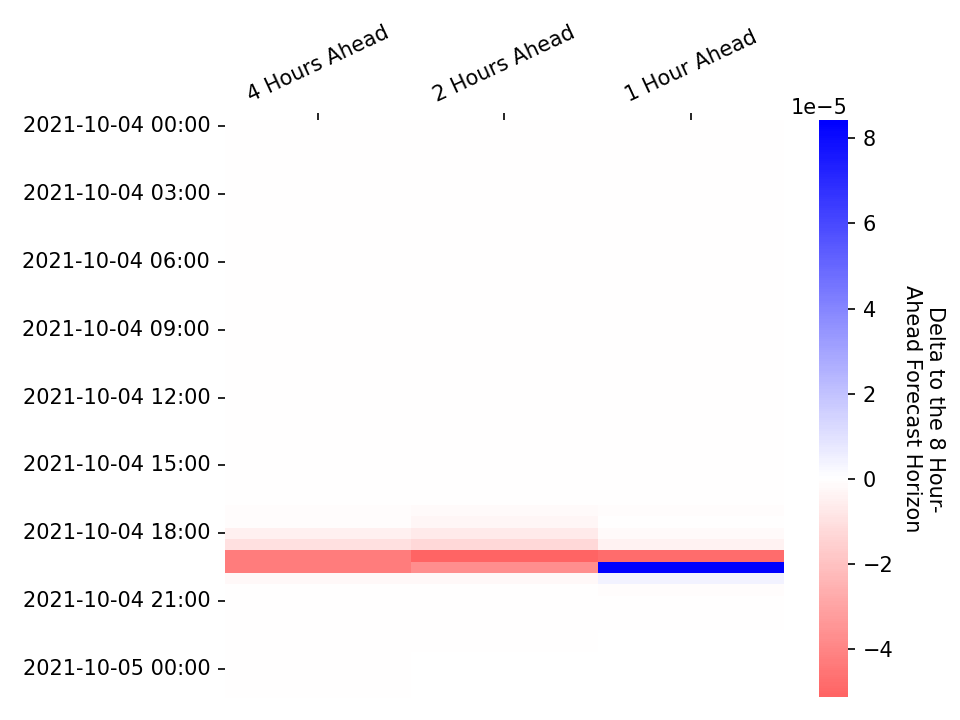 4 Hours Ahead
2 Hours Ahead
1 Hour Ahead
2021-10-04 00:00
2021-10-04 03:00
2021-10-04 06:00
2021-10-04 09:00
2021-10-04 12:00
2021-10-04 15:00
2021-10-04 18:00
2021-10-04 21:00
2021-10-05 00:00
1e−5
8
6
4
2
0
−2
−4
Delta to the 8 Hour-
Ahead Forecast Horizon